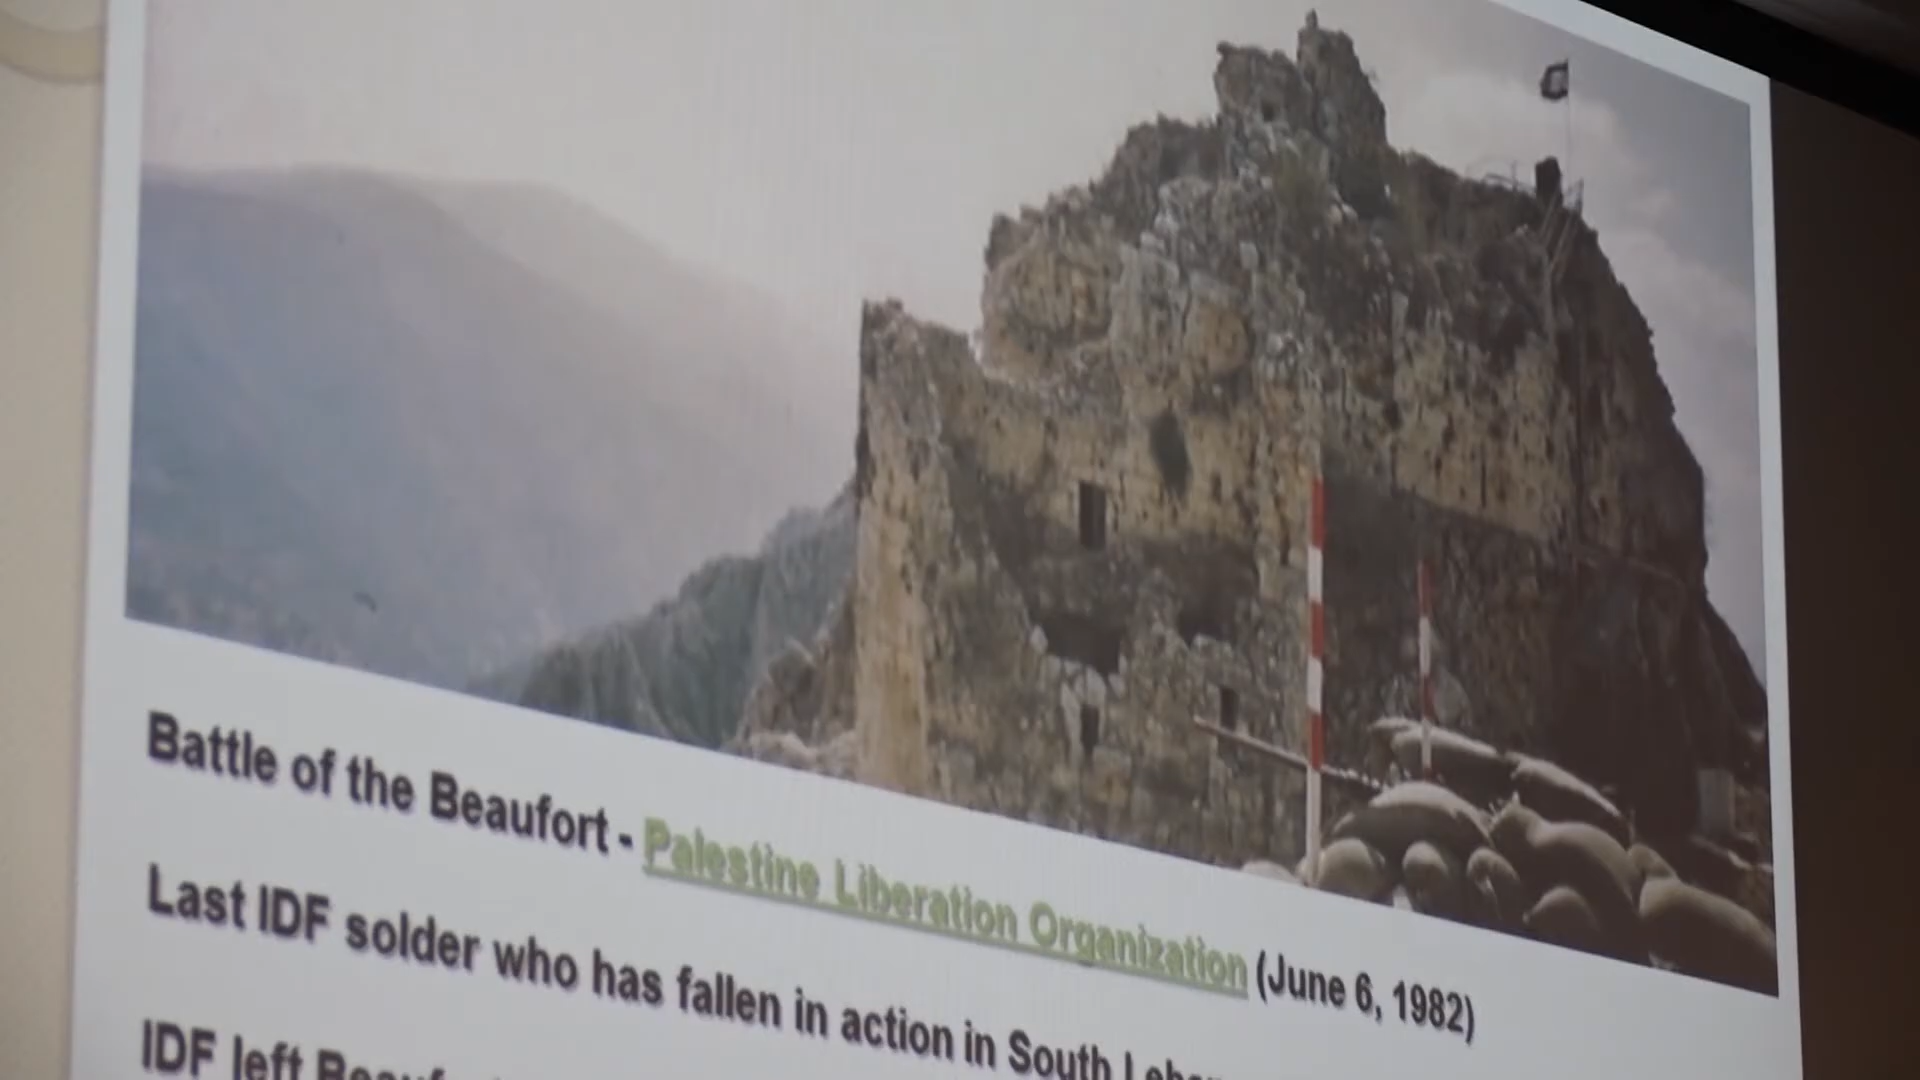 Battle of the Beaufort - Palestine Liberation Organization (June 6, 1982)
Last IDF solder who has fallen in action in South
IDF left